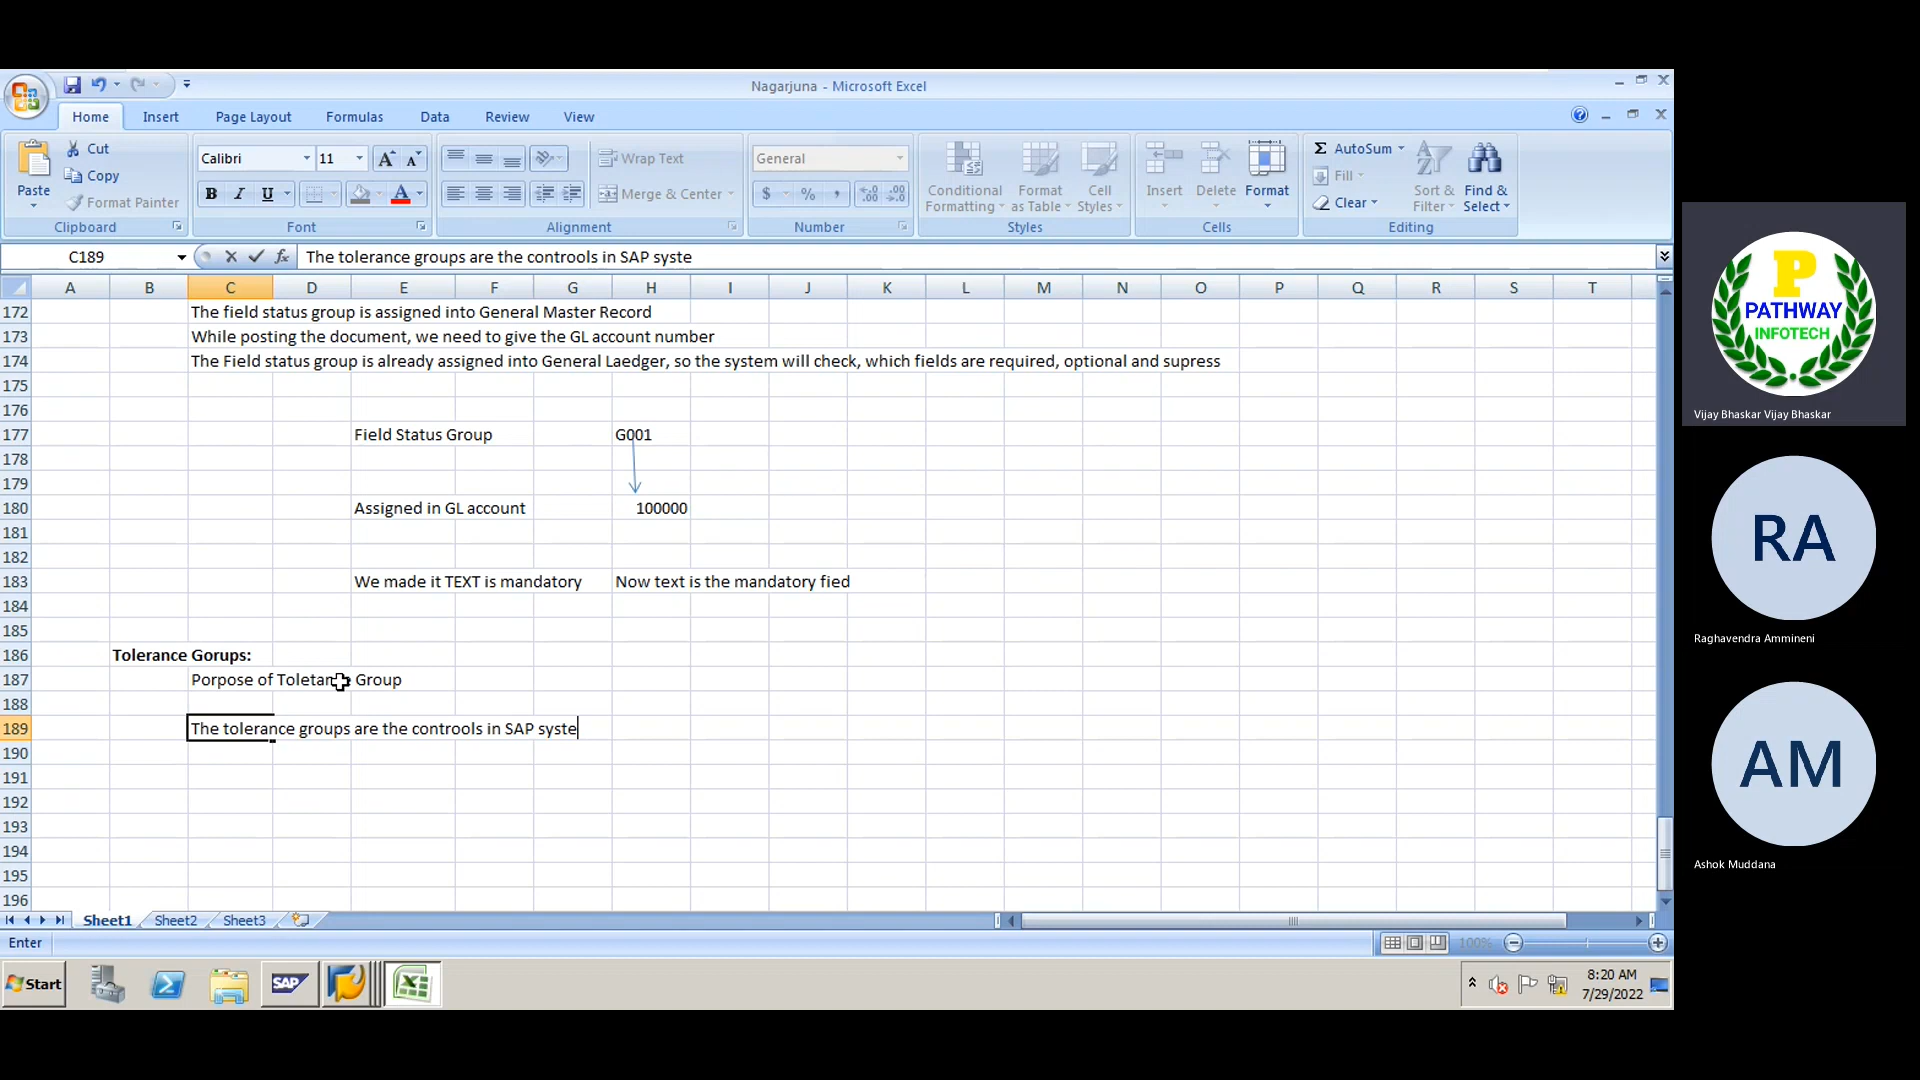 Nagarjuna - Microsoft Excel
Home Insert Page Layout Formulas Data Review View
Paste Cut Copy Format Painter
Calibri 11
B I U
Wrap Text
Merge & Center
General
$ % ,
Conditional Formatting Format as Table Cell Styles
Insert Delete Format
AutoSum Fill Clear
Sort & Filter Find & Select
Clipboard Font Alignment Number Styles Cells Editing
C189 fx The tolerance groups are the controols in SAP syste
A B C D E F G H I J K L M N O P Q R S T
172 The field status group is assigned into General Master Record
173 While posting the document, we need to give the GL account number
174 The Field status group is already assigned into General Laedger, so the system will check, which fields are required, optional and supress
175
176
177 Field Status Group G001
178
179
180 Assigned in GL account 100000
181
182
183 We made it TEXT is mandatory Now text is the mandatory fied
184
185
186 Tolerance Gorups:
187 Porpose of Toletan Group
188
189 The tolerance groups are the controols in SAP syste
190
191
192
193
194
195
196
Sheet1 Sheet2 Sheet3
Enter 100%
Start SAP 8:20 AM
7/29/2022
P
PATHWAY
INFOTECH
Vijay Bhaskar Vijay Bhaskar
RA
Raghavendra Ammineni
AM
Ashok Muddana